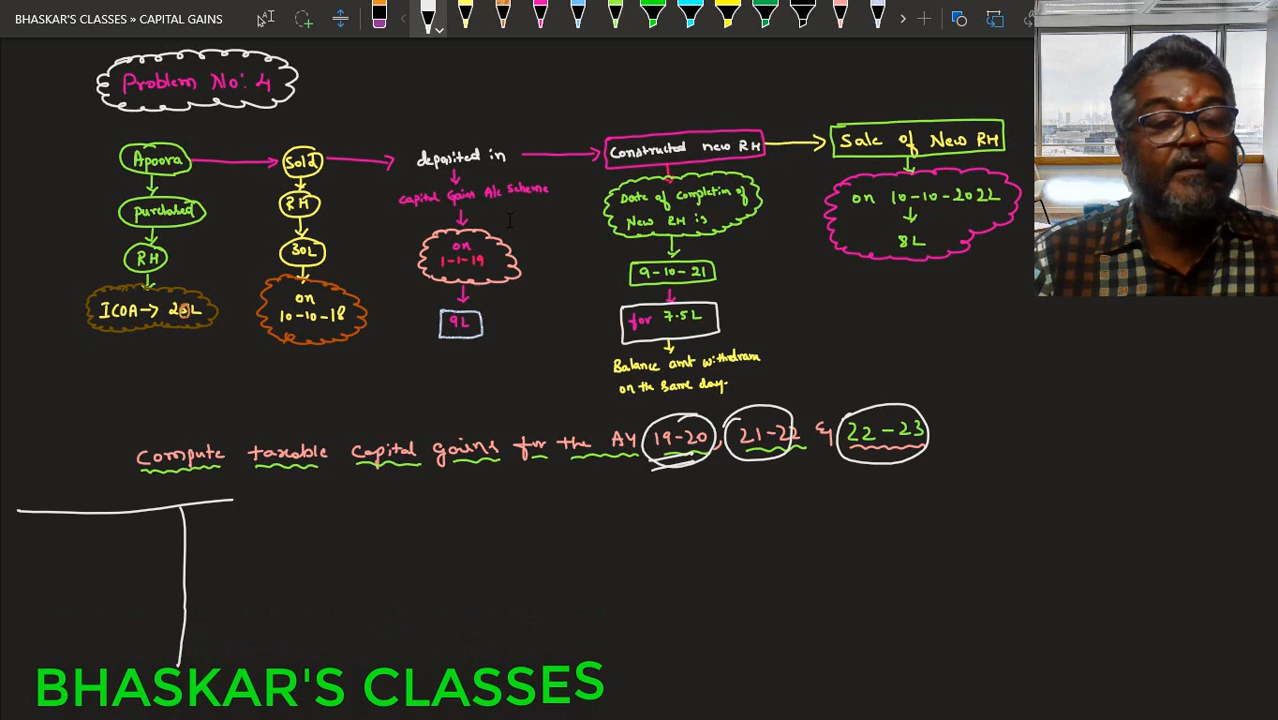 BHASKAR'S CLASSES » CAPITAL GAINS
Problem No: 4
Apoorva
purchased
RH
ICOA → 20L
Sold
RH
30L
on
10-10-18
deposited in
Capital Gain A/c Scheme
on
1-1-19
9L
Constructed new RH
Date of completion of
New RH is
9-10-21
for 7.5L
Balance amt withdrawn
on the same day.
Sale of New RH
on 10-10-2022
8L
Compute taxable Capital gains for the AY 19-20, 21-22 & 22-23
BHASKAR'S CLASSES